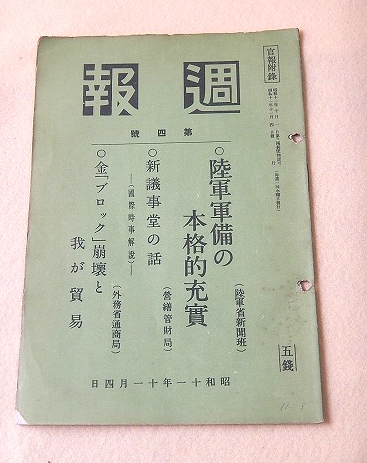 官報附錄
週報
第四號
○陸軍軍備の
本格的充實
(陸軍省新聞班)
○新議事堂の話
(營繕管財局)
―(國際時事解說)―
○金「ブロック」崩壞と
我が貿易
(外務省通商局)
五錢
昭和十一年十一月四日